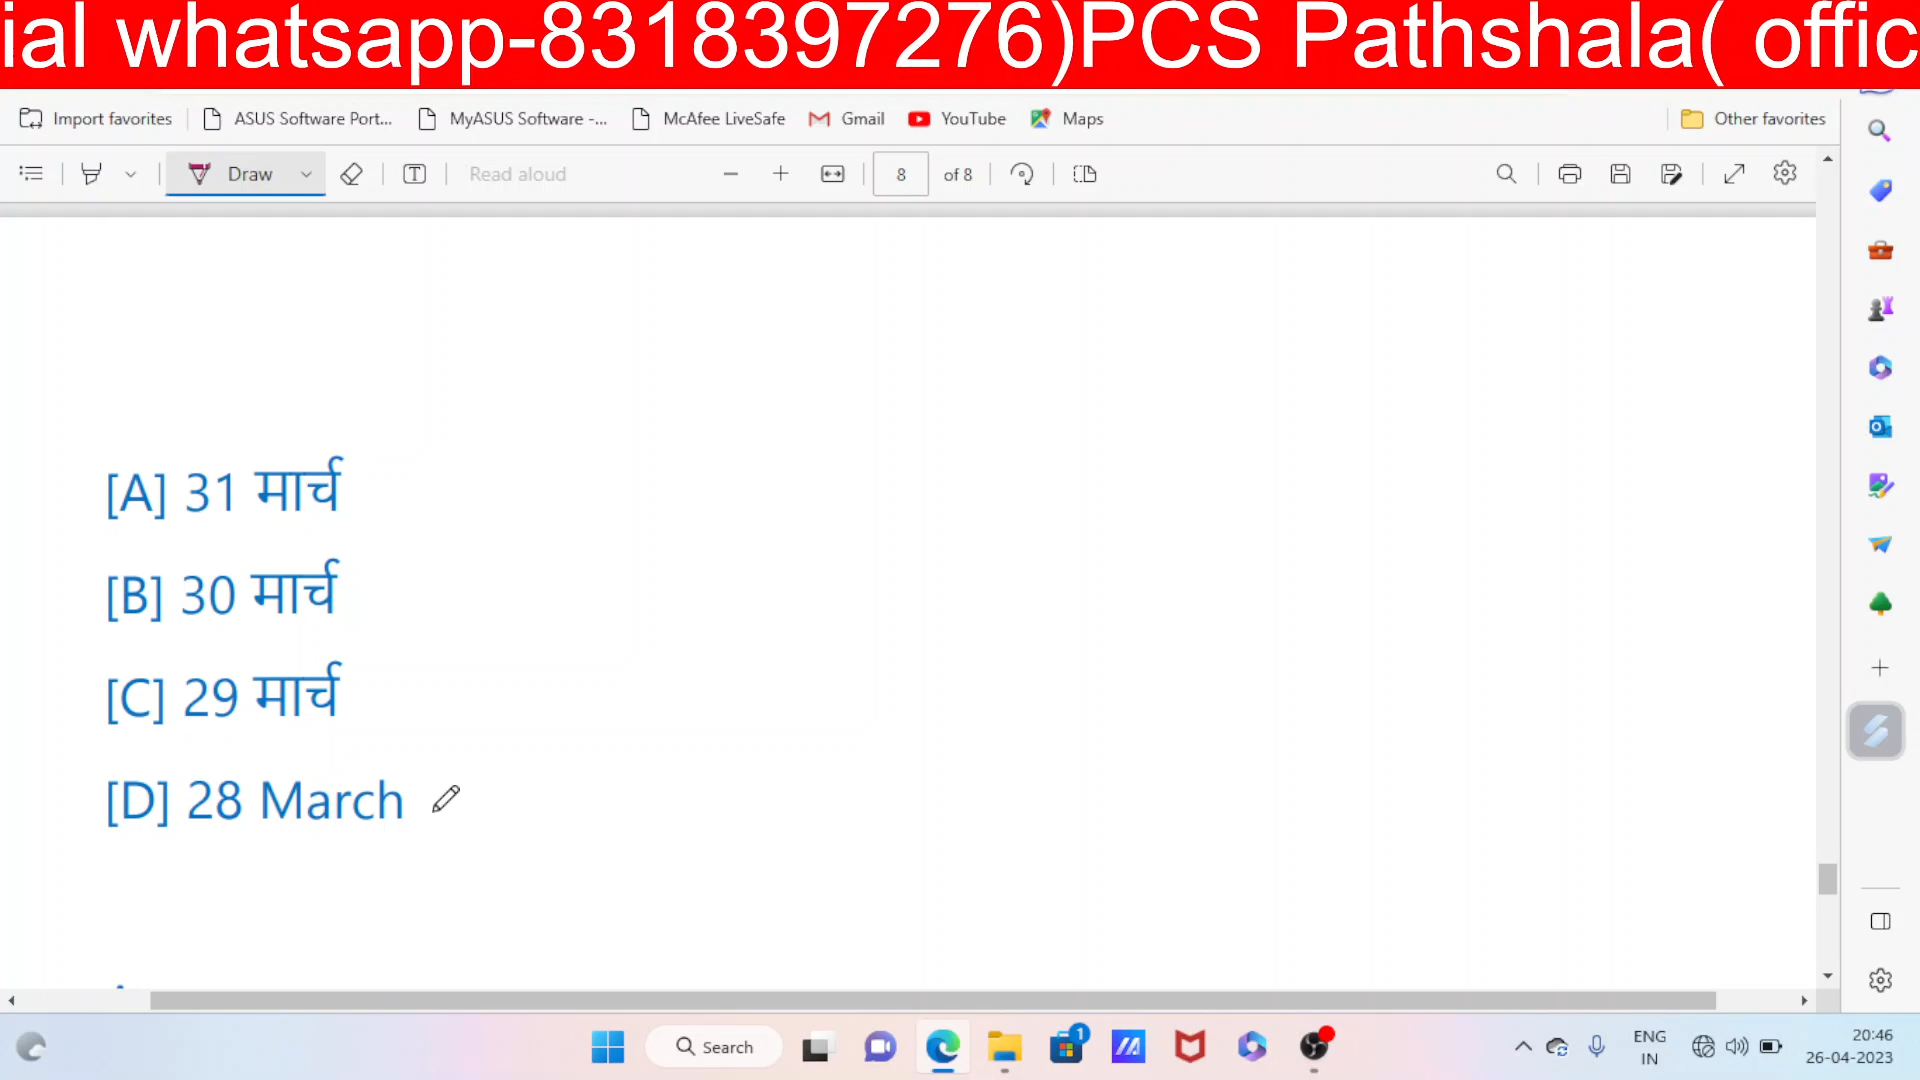 ial whatsapp-8318397276)PCS Pathshala( offic
Import favorites ASUS Software Port... MyASUS Software -... McAfee LiveSafe Gmail YouTube Maps Other favorites
Draw Read aloud 8 of 8
[A] 31 मार्च
[B] 30 मार्च
[C] 29 मार्च
[D] 28 March
Search 1 ENG IN 20:46 26-04-2023